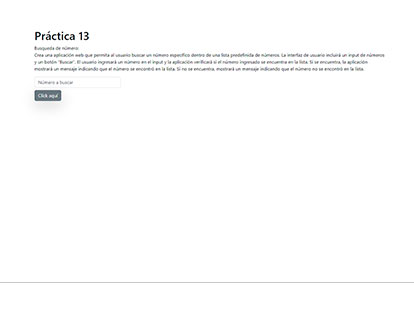 Práctica 13
Busqueda de número:
Crea una aplicación web que permita al usuario buscar un número específico dentro de una lista predefinida de números. La interfaz de usuario incluirá un input de números
y un botón "Buscar". El usuario ingresará un número en el input y la aplicación verificará si el número ingresado se encuentra en la lista. Si se encuentra, la aplicación
mostrará un mensaje indicando que el número se encontró en la lista. Si no se encuentra, mostrará un mensaje indicando que el número no se encontró en la lista.
Número a buscar
Click aquí